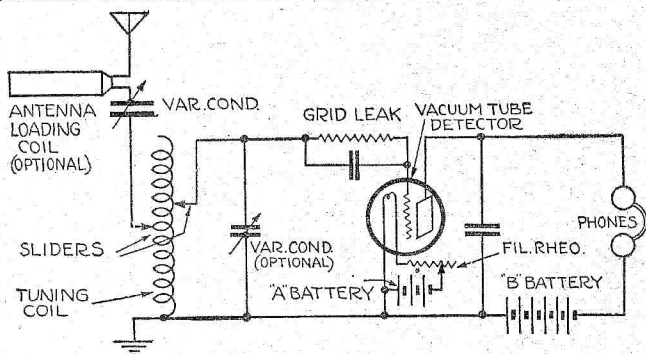 ANTENNA
LOADING
COIL
(OPTIONAL)
VAR. COND.
GRID LEAK
VACUUM TUBE
DETECTOR
SLIDERS
TUNING
COIL
VAR. COND.
(OPTIONAL)
"A" BATTERY
FIL. RHEO.
"B" BATTERY
PHONES